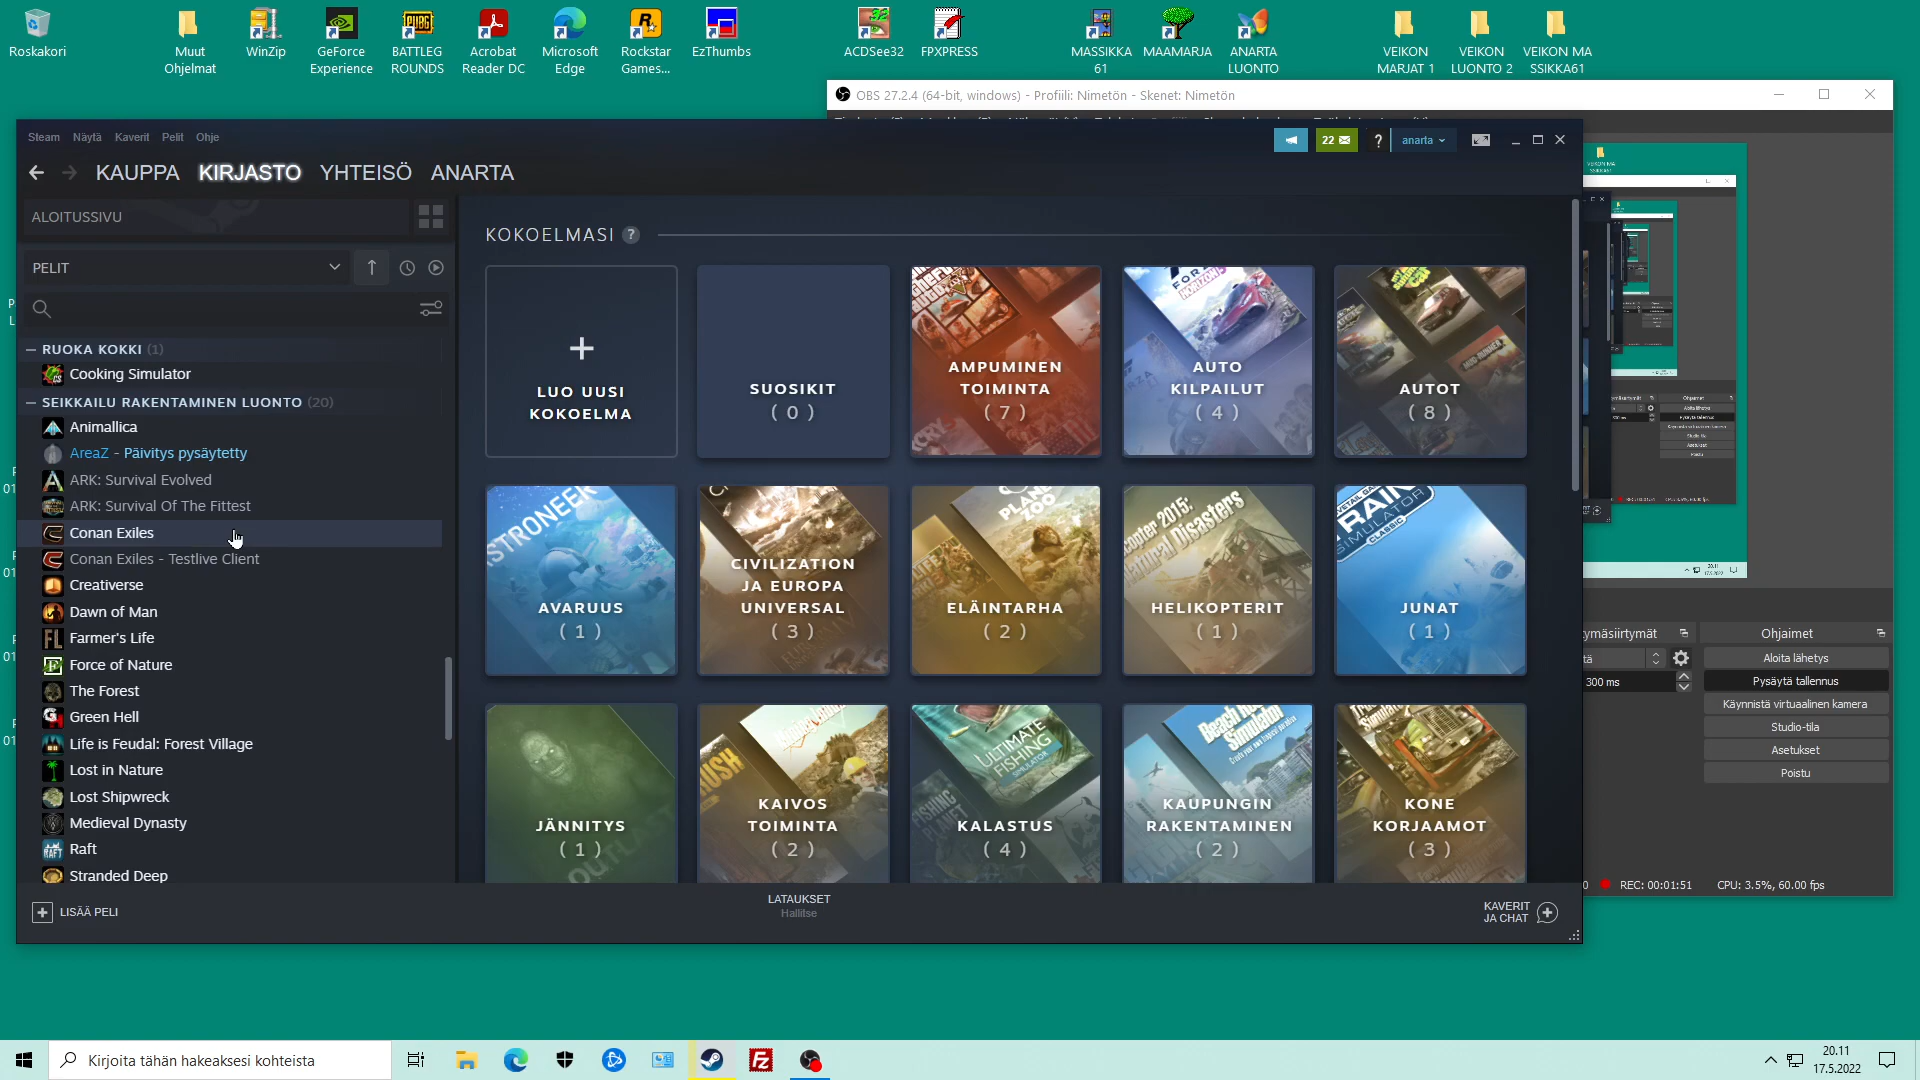 Roskakori
Muut
Ohjelmat
WinZip
GeForce
Experience
BATTLEG
ROUNDS
Acrobat
Reader DC
Microsoft
Edge
Rockstar
Games...
EzThumbs
ACDSee32
FPXPRESS
MASSIKKA
61
MAAMARJA
ANARTA
LUONTO
VEIKON
MARJAT 1
VEIKON
LUONTO 2
VEIKON MA
SSIKKA61
OBS 27.2.4 (64-bit, windows) - Profiili: Nimetön - Skenet: Nimetön
Steam Näytä Kaverit Pelit Ohje
22
?
anarta
KAUPPA KIRJASTO YHTEISÖ ANARTA
ALOITUSSIVU
PELIT
RUOKA KOKKI (1)
Cooking Simulator
SEIKKAILU RAKENTAMINEN LUONTO (20)
Animallica
AreaZ - Päivitys pysäytetty
ARK: Survival Evolved
ARK: Survival Of The Fittest
Conan Exiles
Conan Exiles - Testlive Client
Creativerse
Dawn of Man
Farmer's Life
Force of Nature
The Forest
Green Hell
Life is Feudal: Forest Village
Lost in Nature
Lost Shipwreck
Medieval Dynasty
Raft
Stranded Deep
LISÄÄ PELI
KOKOELMASI ?
+
LUO UUSI
KOKOELMA
SUOSIKIT
( 0 )
AMPUMINEN
TOIMINTA
( 7 )
AUTO
KILPAILUT
( 4 )
AUTOT
( 8 )
ASTRONEER
AVARUUS
( 1 )
CIVILIZATION
JA EUROPA
UNIVERSAL
( 3 )
PLANET
ZOO
ELÄINTARHA
( 2 )
HELIKOPTERIT
( 1 )
SIMULATOR
CLASSIC
JUNAT
( 1 )
JÄNNITYS
( 1 )
KAIVOS
TOIMINTA
( 2 )
ULTIMATE
FISHING
SIMULATOR
KALASTUS
( 4 )
KAUPUNGIN
RAKENTAMINEN
( 2 )
KONE
KORJAAMOT
( 3 )
LATAUKSET
Hallitse
KAVERIT
JA CHAT
ymäsiirtymät
300 ms
Ohjaimet
Aloita lähetys
Pysäytä tallennus
Käynnistä virtuaalinen kamera
Studio-tila
Asetukset
Poistu
REC: 00:01:51
CPU: 3.5%, 60.00 fps
Kirjoita tähän hakeaksesi kohteista
20.11
17.5.2022